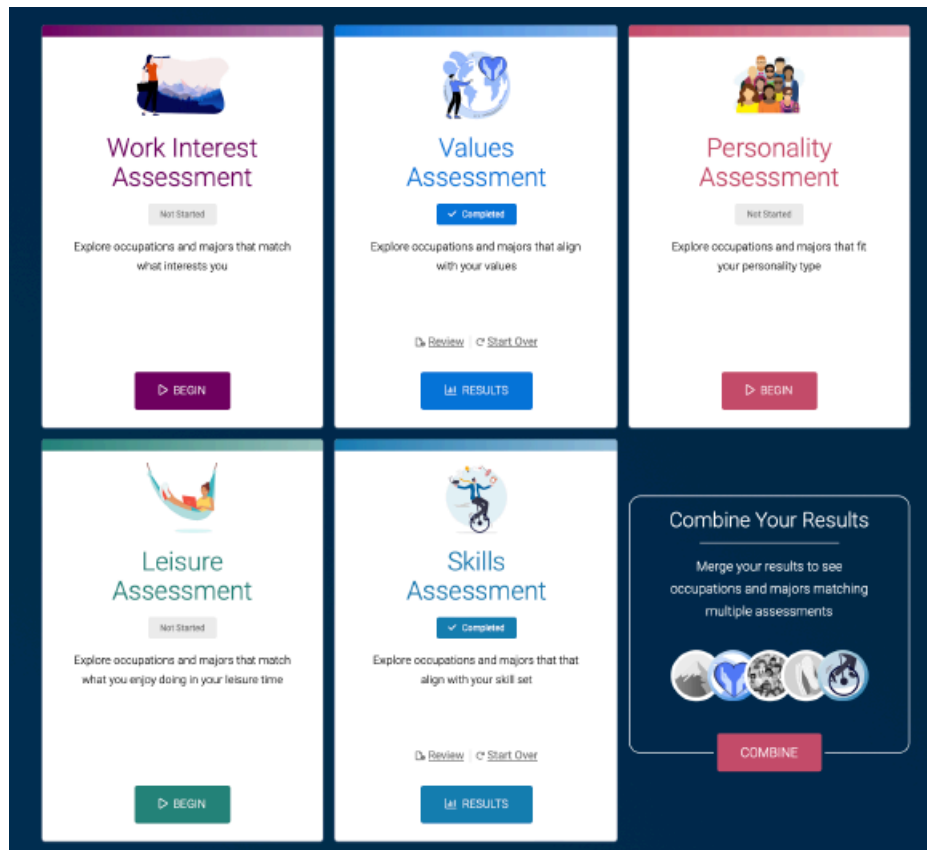 Work Interest
Assessment
Not Started
Explore occupations and majors that match
what interests you
BEGIN
Values
Assessment
Completed
Explore occupations and majors that align
with your values
Review | Start Over
RESULTS
Personality
Assessment
Not Started
Explore occupations and majors that fit
your personality type
BEGIN
Leisure
Assessment
Not Started
Explore occupations and majors that match
what you enjoy doing in your leisure time
BEGIN
Skills
Assessment
Completed
Explore occupations and majors that that
align with your skill set
Review | Start Over
RESULTS
Combine Your Results
Merge your results to see
occupations and majors matching
multiple assessments
COMBINE